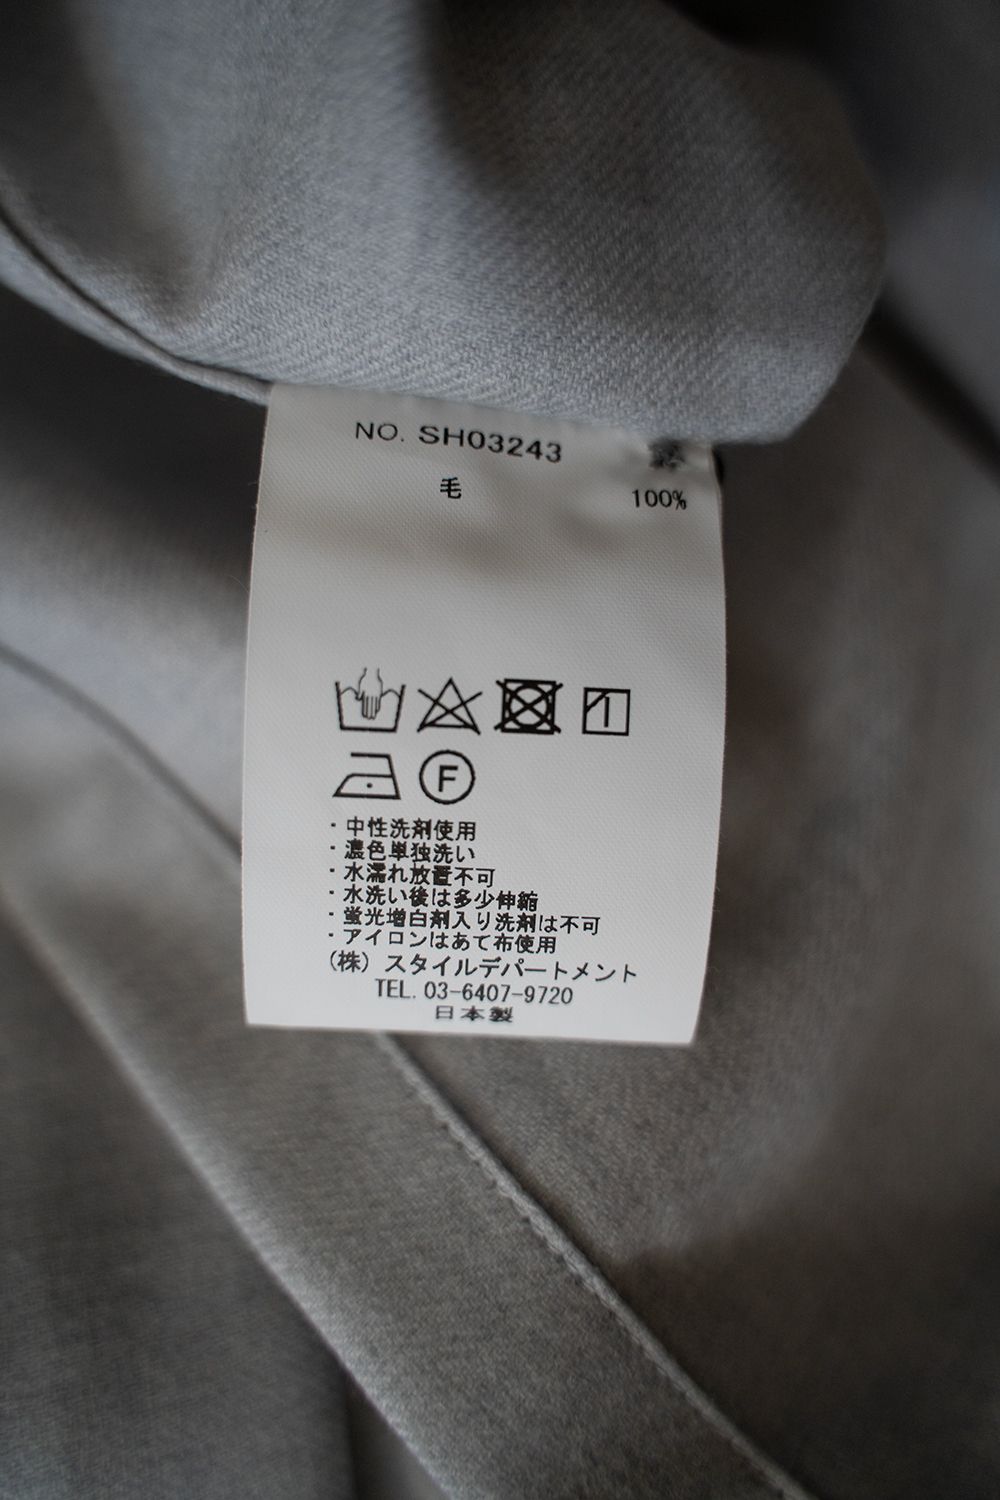 NO. SH03243
毛 100%
F
・中性洗剤使用
・濃色単独洗い
・水濡れ放置不可
・水洗い後は多少伸縮
・蛍光増白剤入り洗剤は不可
・アイロンはあて布使用
(株) スタイルデパートメント
TEL. 03-6407-9720
日本製